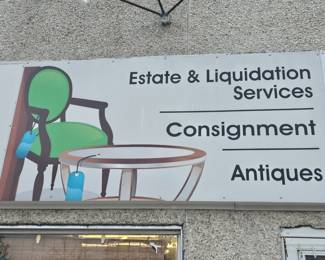 Estate & Liquidation
Services
Consignment
Antiques